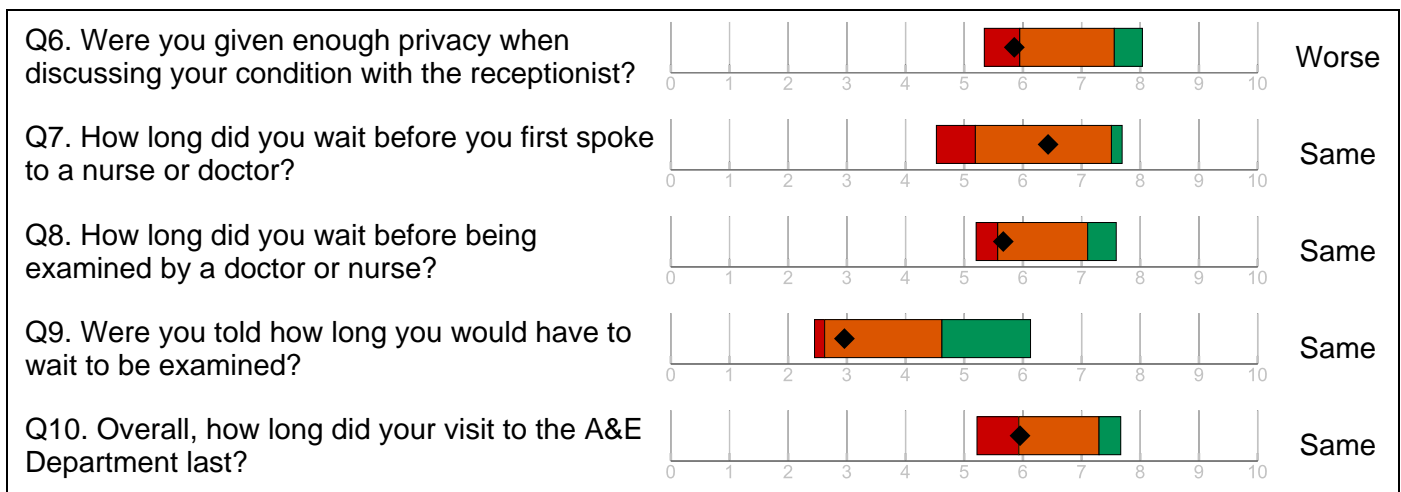 Q6. Were you given enough privacy when
discussing your condition with the receptionist?
0 1 2 3 4 5 6 7 8 9 10
Worse
Q7. How long did you wait before you first spoke
to a nurse or doctor?
0 1 2 3 4 5 6 7 8 9 10
Same
Q8. How long did you wait before being
examined by a doctor or nurse?
0 1 2 3 4 5 6 7 8 9 10
Same
Q9. Were you told how long you would have to
wait to be examined?
0 1 2 3 4 5 6 7 8 9 10
Same
Q10. Overall, how long did your visit to the A&E
Department last?
0 1 2 3 4 5 6 7 8 9 10
Same